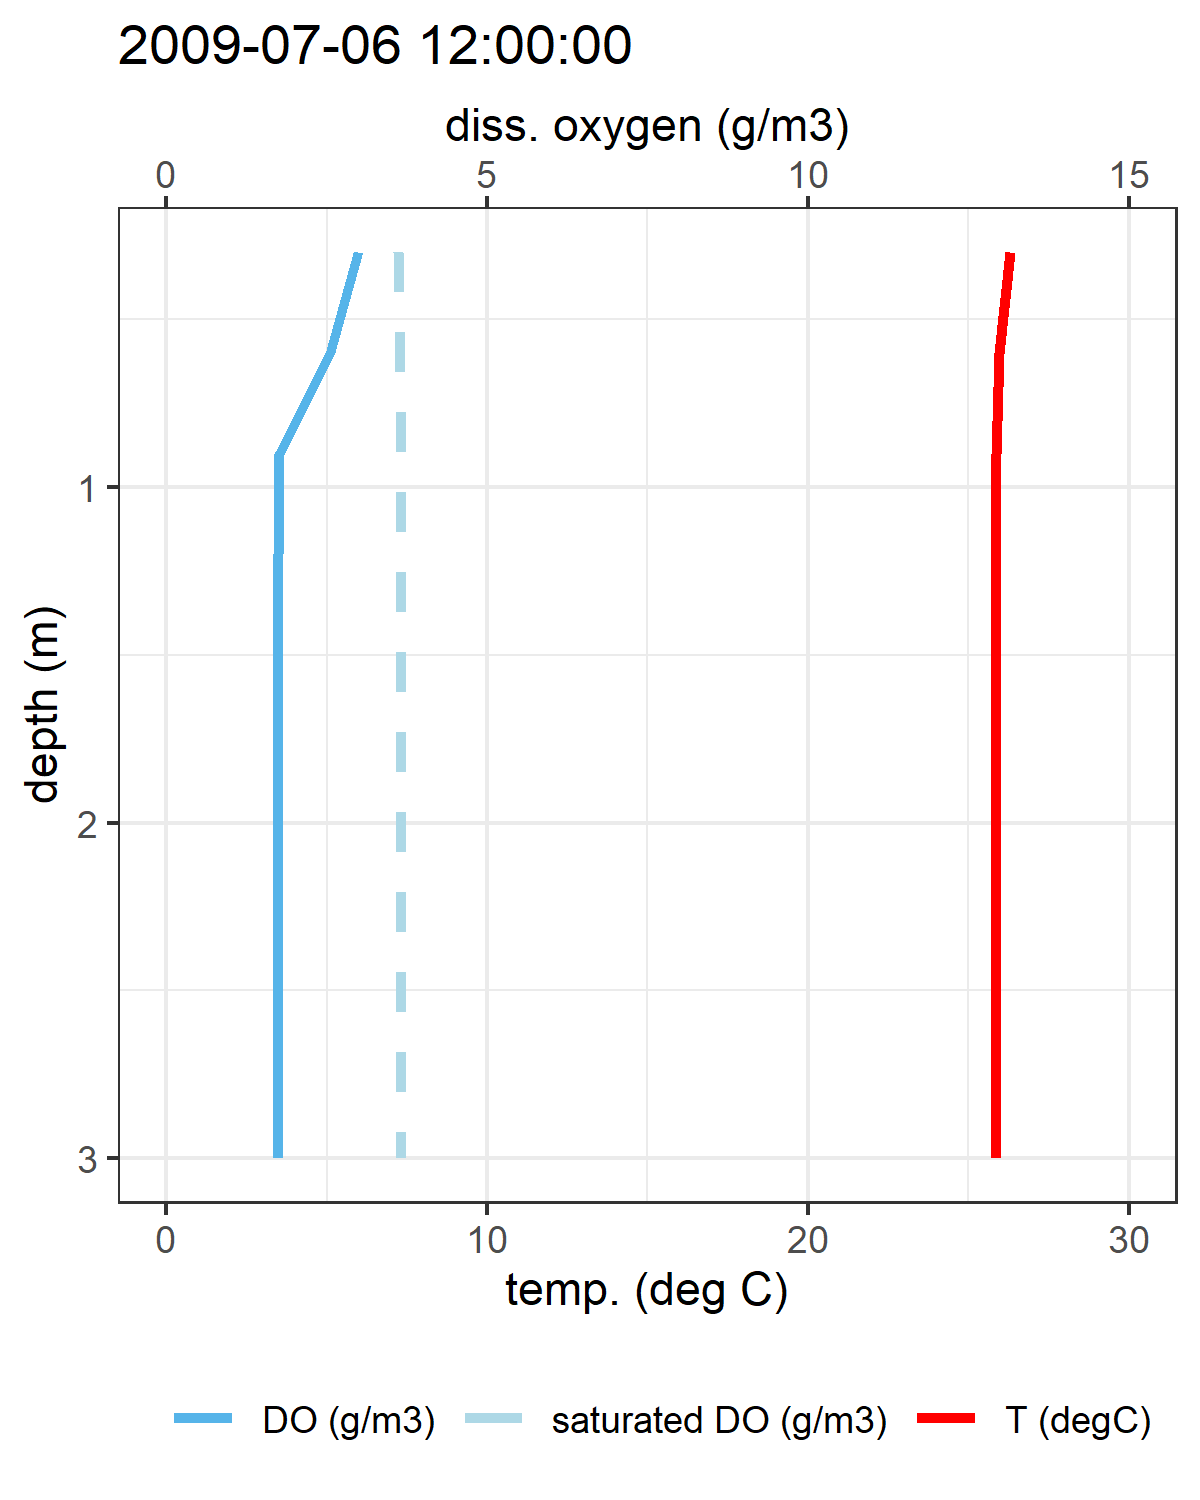 2009-07-06 12:00:00
diss. oxygen (g/m3)
0 5 10 15
1
2
3
depth (m)
0 10 20 30
temp. (deg C)
DO (g/m3) saturated DO (g/m3) T (degC)